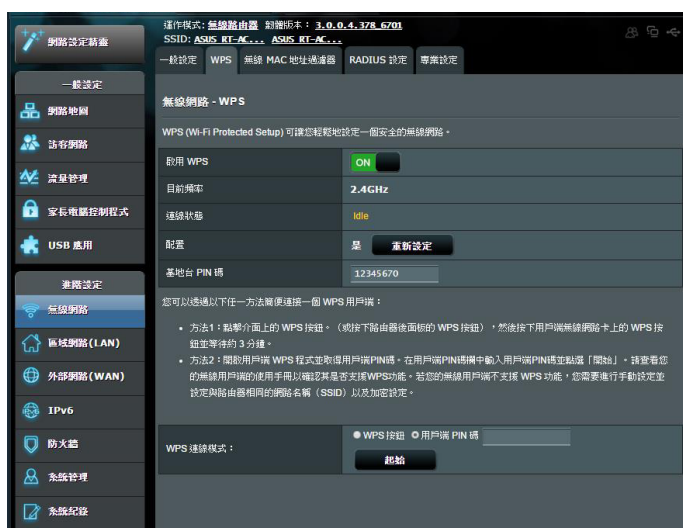 運作模式: 無線路由器 韌體版本: 3.0.0.4.378_6701
SSID: ASUS RT-AC... ASUS RT-AC...
網路設定精靈
一般設定
網路地圖
訪客網路
流量管理
家長電腦控制程式
USB 應用
進階設定
無線網路
區域網路(LAN)
外部網路(WAN)
IPv6
防火牆
系統管理
系統紀錄
一般設定 WPS 無線 MAC 地址過濾器 RADIUS 設定 專業設定
無線網路 - WPS
WPS (Wi-Fi Protected Setup) 可讓您輕鬆地設定一個安全的無線網路。
啟用 WPS ON
目前頻率 2.4GHz
連線狀態 Idle
配置 是 重新設定
基地台 PIN 碼 12345670
您可以透過以下任一方法簡便連接一個 WPS 用戶端：
• 方法1：點擊介面上的 WPS 按鈕。（或按下路由器後面板的 WPS 按鈕），然後按下用戶端無線網路卡上的 WPS 按
鈕並等待約 3 分鐘。
• 方法2：開啟用戶端 WPS 程式並取得用戶端PIN碼。在用戶端PIN碼欄中輸入用戶端PIN碼並點選「開始」。請查看您
的無線用戶端的使用手冊以確認其是否支援WPS功能。若您的無線用戶端不支援 WPS 功能，您需要進行手動設定並
設定與路由器相同的網路名稱（SSID）以及加密設定。
WPS 連線模式：
WPS 按鈕 用戶端 PIN 碼
起始